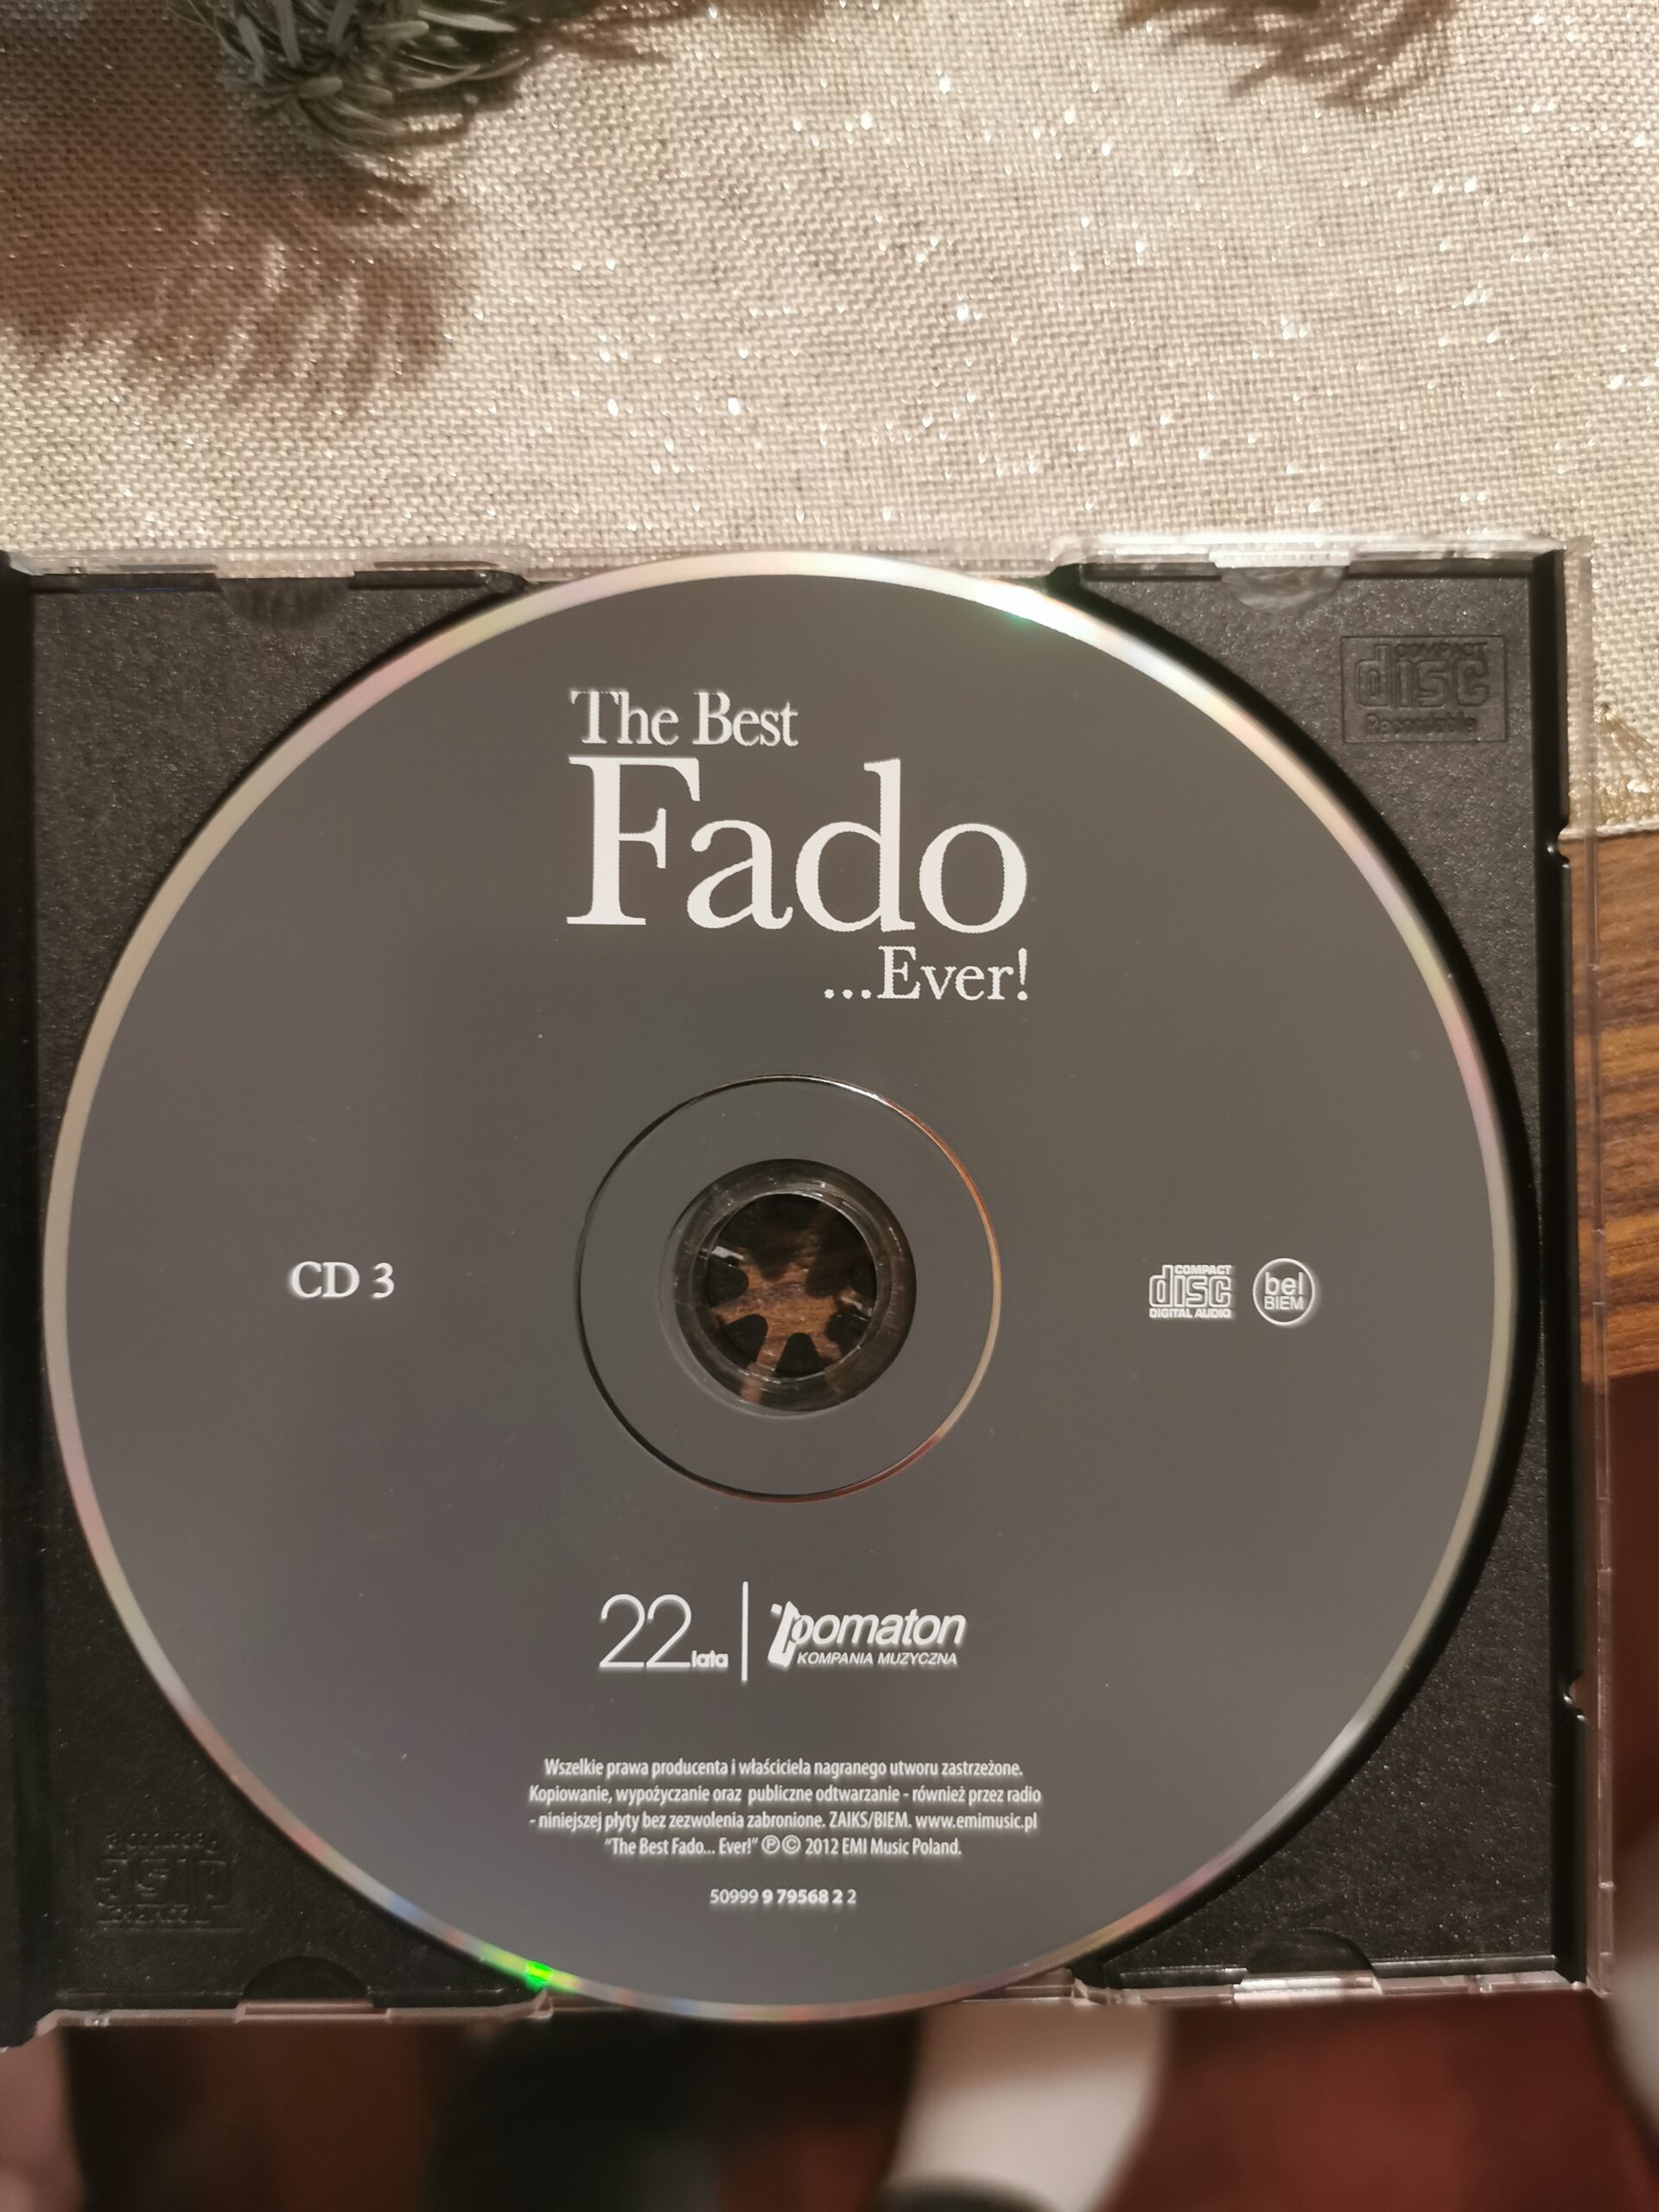 COMPACT
disc
Recordable
The Best
Fado
...Ever!
CD 3
COMPACT
disc
DIGITAL AUDIO
bel
BIEM
22 lata
pomaton
KOMPANIA MUZYCZNA
Wszelkie prawa producenta i właściciela nagranego utworu zastrzeżone.
Kopiowanie, wypożyczanie oraz publiczne odtwarzanie - również przez radio
- niniejszej płyty bez zezwolenia zabronione. ZAIKS/BIEM. www.emimusic.pl
"The Best Fado... Ever!" ℗© 2012 EMI Music Poland.
50999 9 79568 2 2